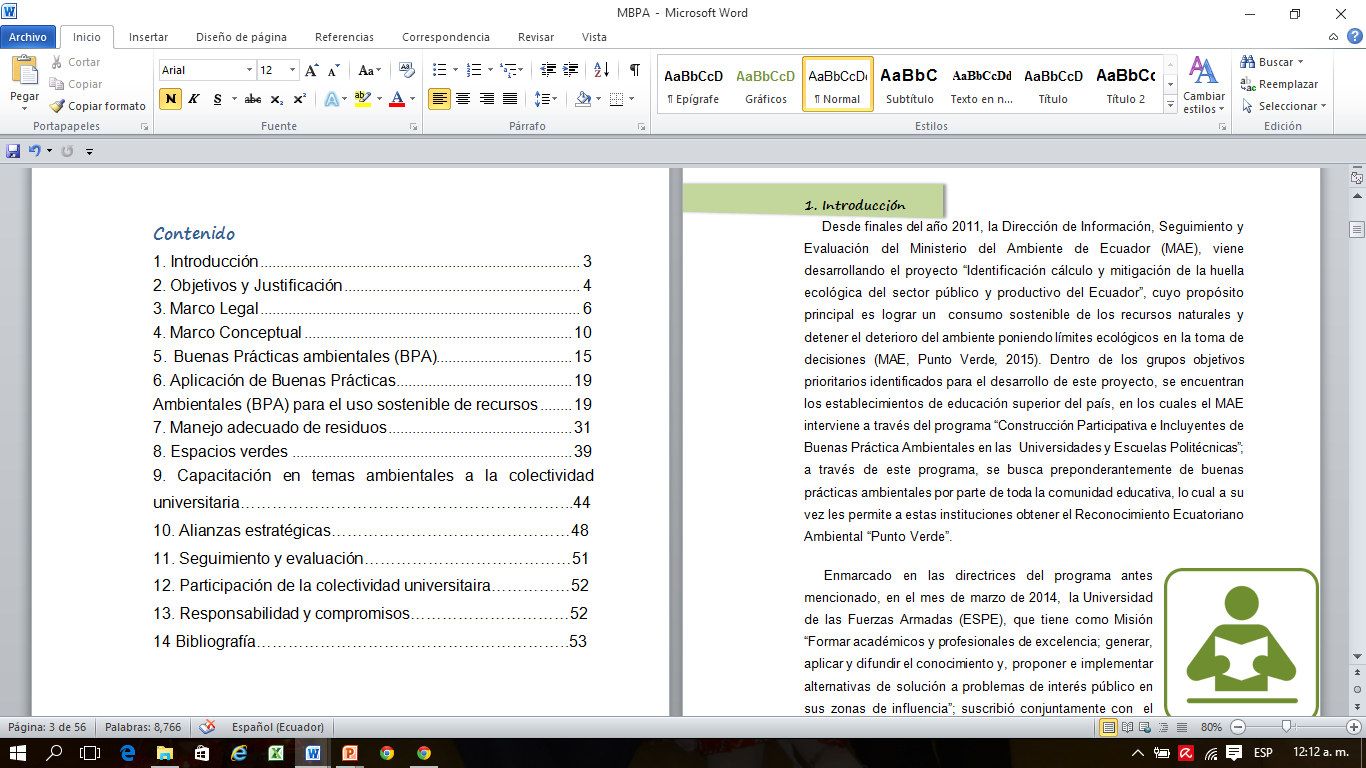 MBPA - Microsoft Word
Archivo Inicio Insertar Diseño de página Referencias Correspondencia Revisar Vista
Pegar
Cortar
Copiar
Copiar formato
Portapapeles
Arial 12
Aa
N K S abc x₂ x² A ab A
Fuente
Párrafo
AaBbCcD AaBbCcD AaBbCcDc AaBbC AaBbCcDd AaBbCcD AaBbCc
¶ Epígrafe Gráficos ¶ Normal Subtítulo Texto en n... Título Título 2
Estilos
Cambiar
estilos
Buscar
Reemplazar
Seleccionar
Edición
Contenido
1. Introducción 3
2. Objetivos y Justificación 4
3. Marco Legal 6
4. Marco Conceptual 10
5. Buenas Prácticas ambientales (BPA) 15
6. Aplicación de Buenas Prácticas 19
Ambientales (BPA) para el uso sostenible de recursos 19
7. Manejo adecuado de residuos 31
8. Espacios verdes 39
9. Capacitación en temas ambientales a la colectividad
universitaria 44
10. Alianzas estratégicas 48
11. Seguimiento y evaluación 51
12. Participación de la colectividad universitaira 52
13. Responsabilidad y compromisos 52
14 Bibliografía 53
1. Introducción
Desde finales del año 2011, la Dirección de Información, Seguimiento y
Evaluación del Ministerio del Ambiente de Ecuador (MAE), viene
desarrollando el proyecto “Identificación cálculo y mitigación de la huella
ecológica del sector público y productivo del Ecuador”, cuyo propósito
principal es lograr un consumo sostenible de los recursos naturales y
detener el deterioro del ambiente poniendo límites ecológicos en la toma de
decisiones (MAE, Punto Verde, 2015). Dentro de los grupos objetivos
prioritarios identificados para el desarrollo de este proyecto, se encuentran
los establecimientos de educación superior del país, en los cuales el MAE
interviene a través del programa “Construcción Participativa e Incluyentes de
Buenas Práctica Ambientales en las Universidades y Escuelas Politécnicas”;
a través de este programa, se busca preponderantemente de buenas
prácticas ambientales por parte de toda la comunidad educativa, lo cual a su
vez les permite a estas instituciones obtener el Reconocimiento Ecuatoriano
Ambiental “Punto Verde”.
Enmarcado en las directrices del programa antes
mencionado, en el mes de marzo de 2014, la Universidad
de las Fuerzas Armadas (ESPE), que tiene como Misión
“Formar académicos y profesionales de excelencia; generar,
aplicar y difundir el conocimiento y, proponer e implementar
alternativas de solución a problemas de interés público en
sus zonas de influencia”; suscribió conjuntamente con el
Página: 3 de 56 Palabras: 8,766 Español (Ecuador) 80%
ESP 12:12 a. m.